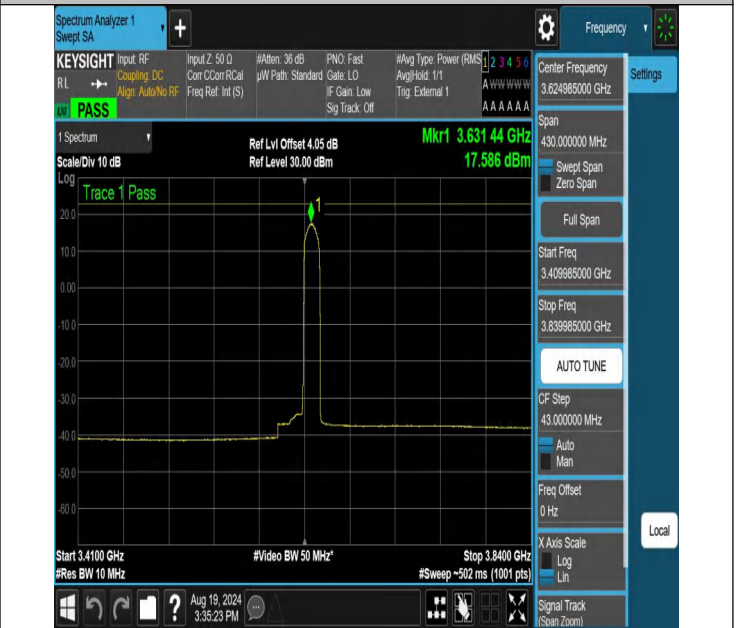 Spectrum Analyzer 1
Swept SA
+
Frequency
KEYSIGHT
RL
PASS
Input: RF
Coupling: DC
Align: Auto/No RF
Input Z: 50 Ω
Corr CCorr RCal
Freq Ref: Int (S)
#Atten: 36 dB
µW Path: Standard
PNO: Fast
Gate: LO
IF Gain: Low
Sig Track: Off
#Avg Type: Power (RMS
Avg|Hold: 1/1
Trig: External 1
1 2 3 4 5 6
A W W W W W
A A A A A A
1 Spectrum
Scale/Div 10 dB
Log
Ref Lvl Offset 4.05 dB
Ref Level 30.00 dBm
Mkr1 3.631 44 GHz
17.586 dBm
Trace 1 Pass
1
20.0
10.0
0.00
-10.0
-20.0
-30.0
-40.0
-50.0
-60.0
Start 3.4100 GHz
#Res BW 10 MHz
#Video BW 50 MHz*
Stop 3.8400 GHz
#Sweep ~502 ms (1001 pts)
Center Frequency
3.624985000 GHz
Settings
Span
430.000000 MHz
Swept Span
Zero Span
Full Span
Start Freq
3.409985000 GHz
Stop Freq
3.839985000 GHz
AUTO TUNE
CF Step
43.000000 MHz
Auto
Man
Freq Offset
0 Hz
X Axis Scale
Log
Lin
Local
Signal Track
(Span Zoom)
?
Aug 19, 2024
3:35:23 PM